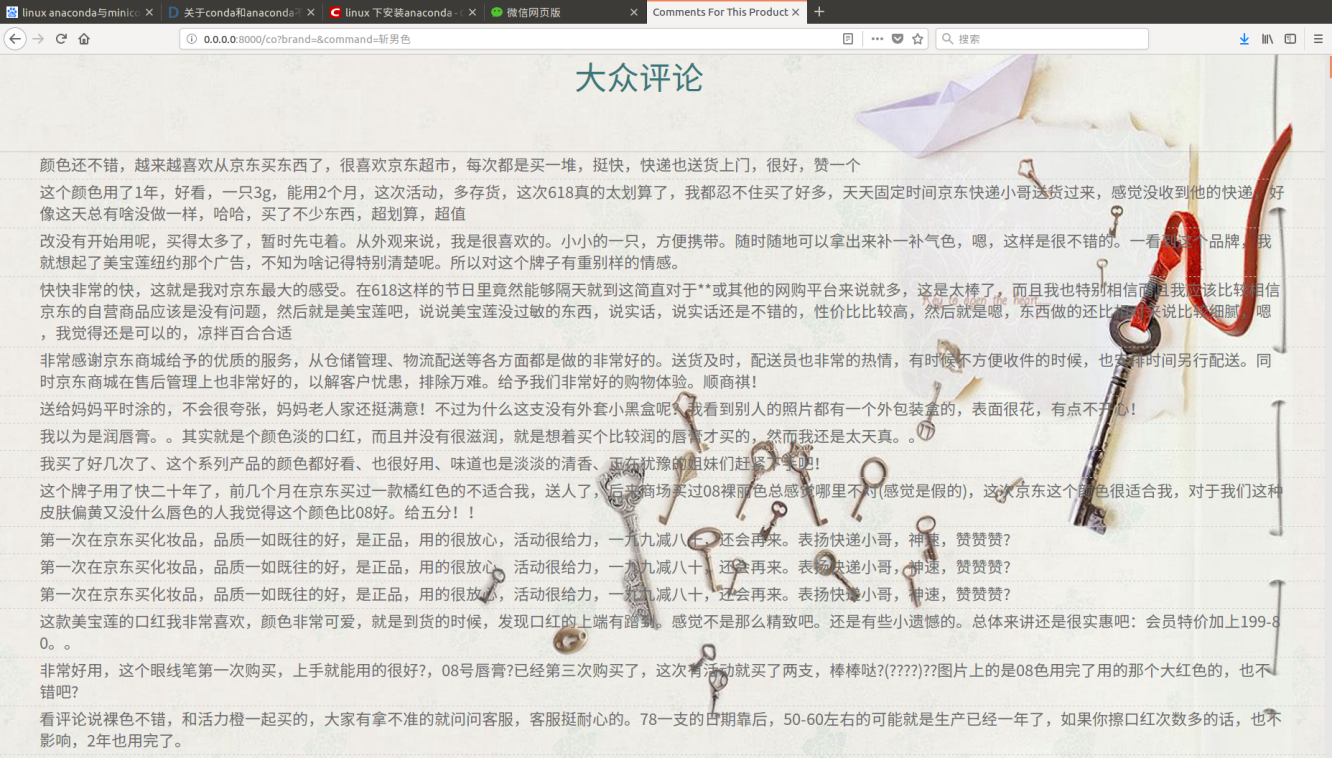 linux anaconda与minico
关于conda和anaconda
linux 下安装anaconda - 
微信网页版
Comments For This Product
0.0.0.0:8000/co?brand=&command=斩男色
搜索
大众评论
颜色还不错，越来越喜欢从京东买东西了，很喜欢京东超市，每次都是买一堆，挺快，快递也送货上门，很好，赞一个
这个颜色用了1年，好看，一只3g，能用2个月，这次活动，多存货，这次618真的太划算了，我都忍不住买了好多，天天固定时间京东快递小哥送货过来，感觉没收到他的快递，好
像这天总有啥没做一样，哈哈，买了不少东西，超划算，超值
改没有开始用呢，买得太多了，暂时先屯着。从外观来说，我是很喜欢的。小小的一只，方便携带。随时随地可以拿出来补一补气色，嗯，这样是很不错的。一看到这个品牌，我
就想起了美宝莲纽约那个广告，不知为啥记得特别清楚呢。所以对这个牌子有重别样的情感。
快快非常的快，这就是我对京东最大的感受。在618这样的节日里竟然能够隔天就到这简直对于**或其他的网购平台来说就多，这是太棒了，而且我也特别相信而且我应该比较相信
京东的自营商品应该是没有问题，然后就是美宝莲吧，说说美宝莲没过敏的东西，说实话，说实话还是不错的，性价比比较高，然后就是嗯，东西做的还比相对来说比较细腻，嗯
，我觉得还是可以的，凉拌百合合适
Key to open the heart
非常感谢京东商城给予的优质的服务，从仓储管理、物流配送等各方面都是做的非常好的。送货及时，配送员也非常的热情，有时候不方便收件的时候，也安排时间另行配送。同
时京东商城在售后管理上也非常好的，以解客户忧患，排除万难。给予我们非常好的购物体验。顺商祺！
送给妈妈平时涂的，不会很夸张，妈妈老人家还挺满意！不过为什么这支没有外套小黑盒呢？我看到别人的照片都有一个外包装盒的，表面很花，有点不开心！
我以为是润唇膏。。其实就是个颜色淡的口红，而且并没有很滋润，就是想着买个比较润的唇膏才买的，然而我还是太天真。。
我买了好几次了、这个系列产品的颜色都好看、也很好用、味道也是淡淡的清香、正在犹豫的姐妹们赶紧下手吧！
这个牌子用了快二十年了，前几个月在京东买过一款橘红色的不适合我，送人了，后来商场买过08裸丽色总感觉哪里不对(感觉是假的)，这次京东这个颜色很适合我，对于我们这种
皮肤偏黄又没什么唇色的人我觉得这个颜色比08好。给五分！！
第一次在京东买化妆品，品质一如既往的好，是正品，用的很放心，活动很给力，一九九减八十，还会再来。表扬快递小哥，神速，赞赞赞?
第一次在京东买化妆品，品质一如既往的好，是正品，用的很放心，活动很给力，一九九减八十，还会再来。表扬快递小哥，神速，赞赞赞?
第一次在京东买化妆品，品质一如既往的好，是正品，用的很放心，活动很给力，一九九减八十，还会再来。表扬快递小哥，神速，赞赞赞?
这款美宝莲的口红我非常喜欢，颜色非常可爱，就是到货的时候，发现口红的上端有蹭到。感觉不是那么精致吧。还是有些小遗憾的。总体来讲还是很实惠吧：会员特价加上199-8
0。。
非常好用，这个眼线笔第一次购买，上手就能用的很好?，08号唇膏?已经第三次购买了，这次有活动就买了两支，棒棒哒?(????)??图片上的是08色用完了用的那个大红色的，也不
错吧?
看评论说裸色不错，和活力橙一起买的，大家有拿不准的就问问客服，客服挺耐心的。78一支的日期靠后，50-60左右的可能就是生产已经一年了，如果你擦口红次数多的话，也不
影响，2年也用完了。